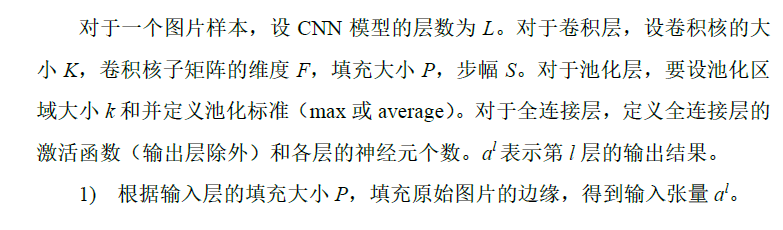 对于一个图片样本，设 CNN 模型的层数为 L。对于卷积层，设卷积核的大
小 K，卷积核子矩阵的维度 F，填充大小 P，步幅 S。对于池化层，要设池化区
域大小 k 和并定义池化标准（max 或 average）。对于全连接层，定义全连接层的
激活函数（输出层除外）和各层的神经元个数。aˡ 表示第 l 层的输出结果。
1) 根据输入层的填充大小 P，填充原始图片的边缘，得到输入张量 aˡ。